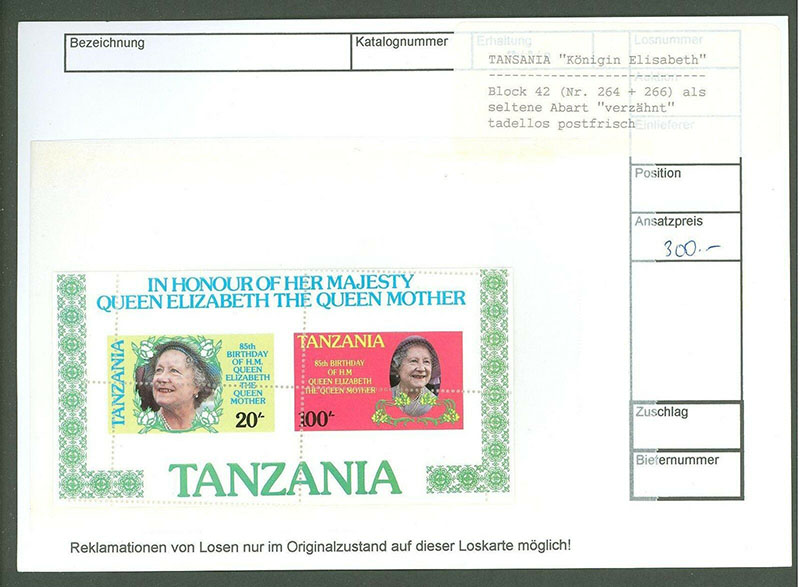 Bezeichnung
Katalognummer
Erhaltung
Losnummer
TANSANIA "Königin Elisabeth"
Block 42 (Nr. 264 + 266) als
seltene Abart "verzähnt"
tadellos postfrisch
Einlieferer
Position
Ansatzpreis
300.-
IN HONOUR OF HER MAJESTY
QUEEN ELIZABETH THE QUEEN MOTHER
TANZANIA
85th
BIRTHDAY
OF H.M.
QUEEN
ELIZABETH
THE
QUEEN
MOTHER
20/-
TANZANIA
85th BIRTHDAY
OF H.M
QUEEN ELIZABETH
THE QUEEN MOTHER
100/-
TANZANIA
Zuschlag
Bieternummer
Reklamationen von Losen nur im Originalzustand auf dieser Loskarte möglich!